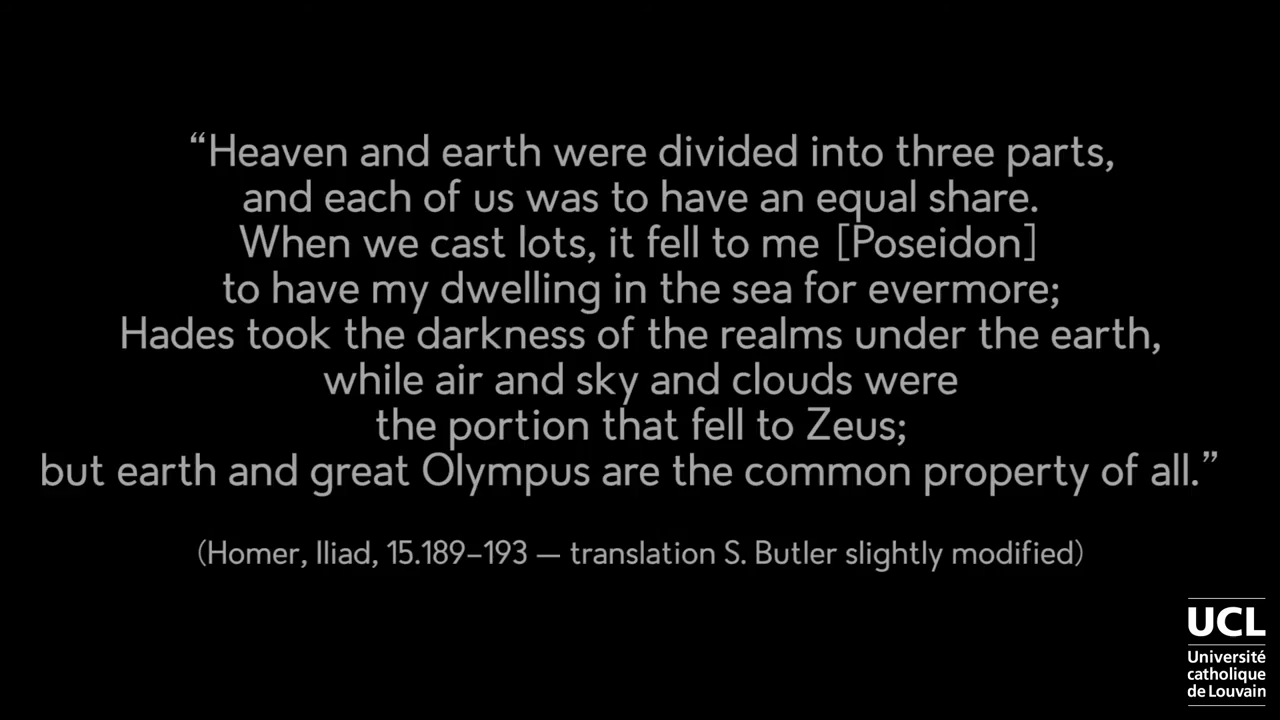 “Heaven and earth were divided into three parts,
and each of us was to have an equal share.
When we cast lots, it fell to me [Poseidon]
to have my dwelling in the sea for evermore;
Hades took the darkness of the realms under the earth,
while air and sky and clouds were
the portion that fell to Zeus;
but earth and great Olympus are the common property of all.”
(Homer, Iliad, 15.189–193 — translation S. Butler slightly modified)
UCL
Université
catholique
de Louvain